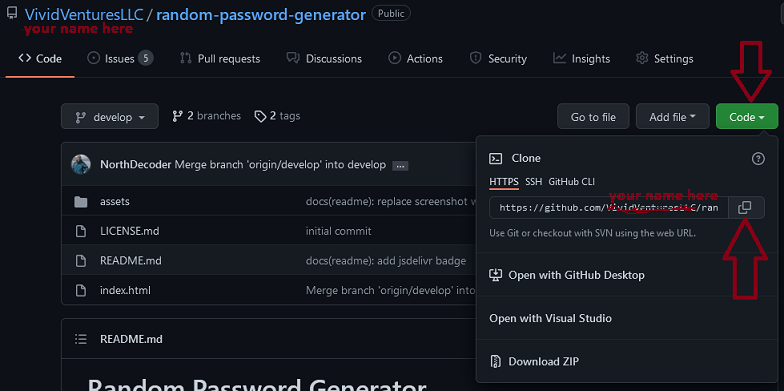 VividVenturesLLC / random-password-generator Public
your name here
Code Issues 5 Pull requests Discussions Actions Security Insights Settings
develop 2 branches 2 tags Go to file Add file Code
NorthDecoder Merge branch 'origin/develop' into develop ...
assets docs(readme): replace screenshot w
LICENSE.md initial commit
README.md docs(readme): add jsdelivr badge
index.html Merge branch 'origin/develop' into
README.md
Random Password Generator
Clone
HTTPS SSH GitHub CLI
your name here
https://github.com/VividVenturesLLC/ran
Use Git or checkout with SVN using the web URL.
Open with GitHub Desktop
Open with Visual Studio
Download ZIP